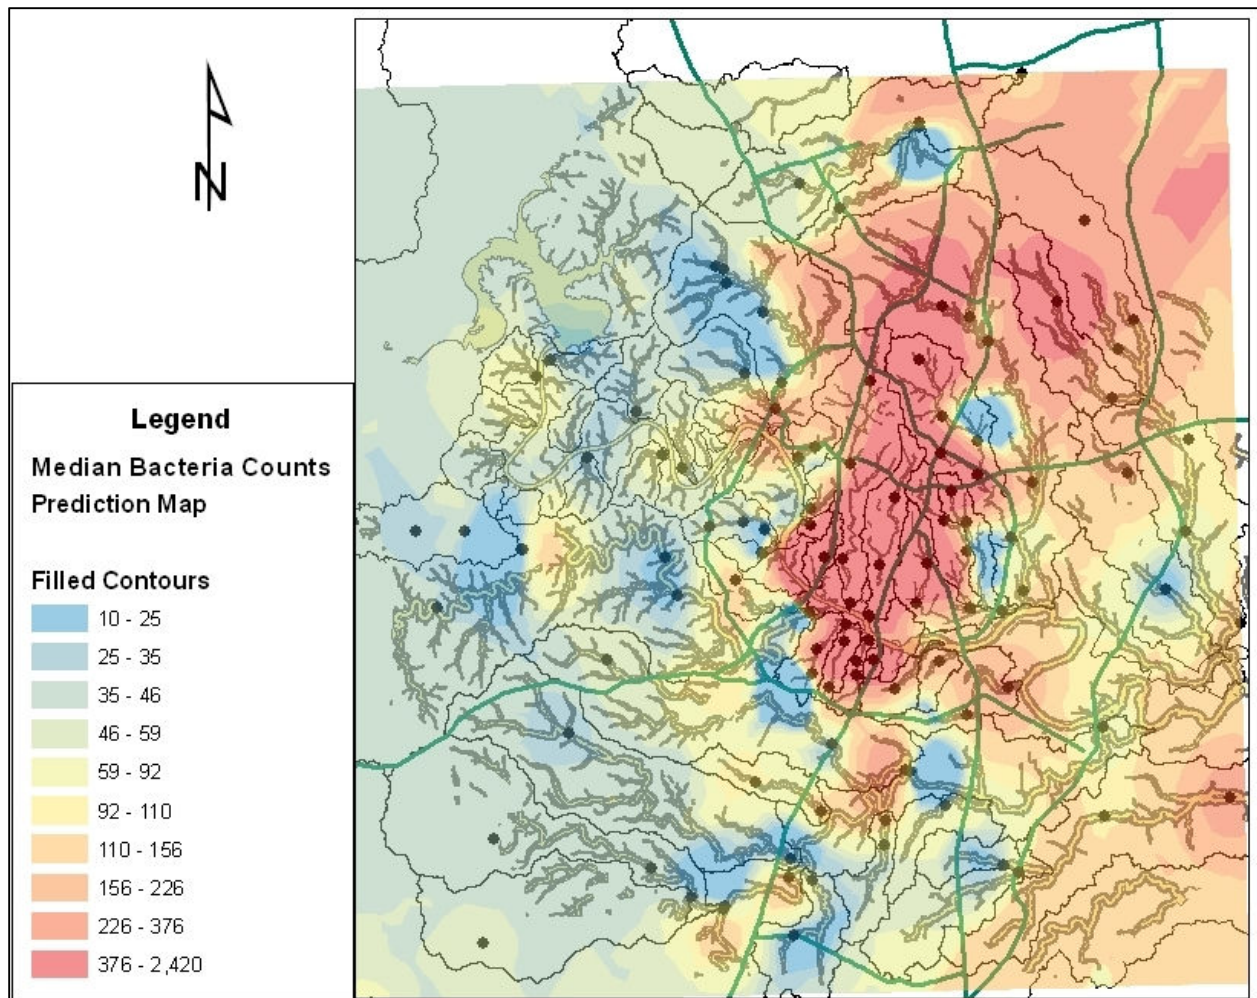 N
Legend
Median Bacteria Counts
Prediction Map
Filled Contours
10 - 25
25 - 35
35 - 46
46 - 59
59 - 92
92 - 110
110 - 156
156 - 226
226 - 376
376 - 2,420